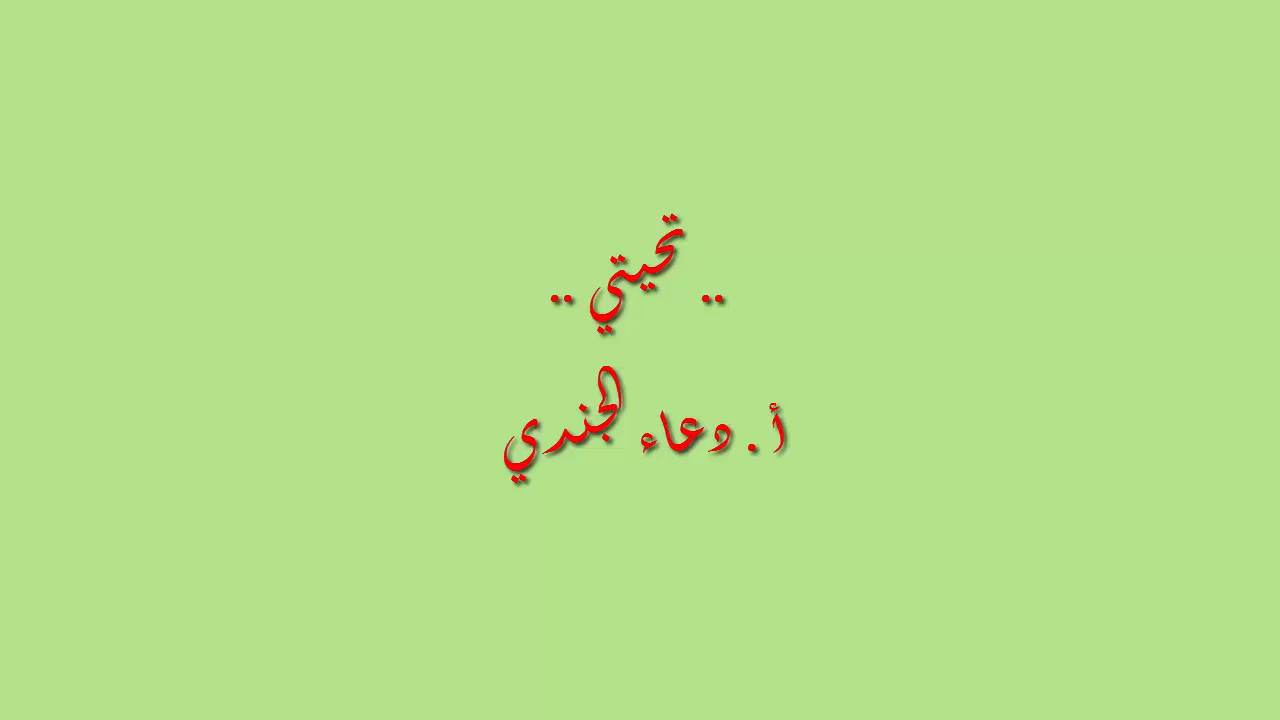 .. تحيتي ..
أ . دعاء الجندي